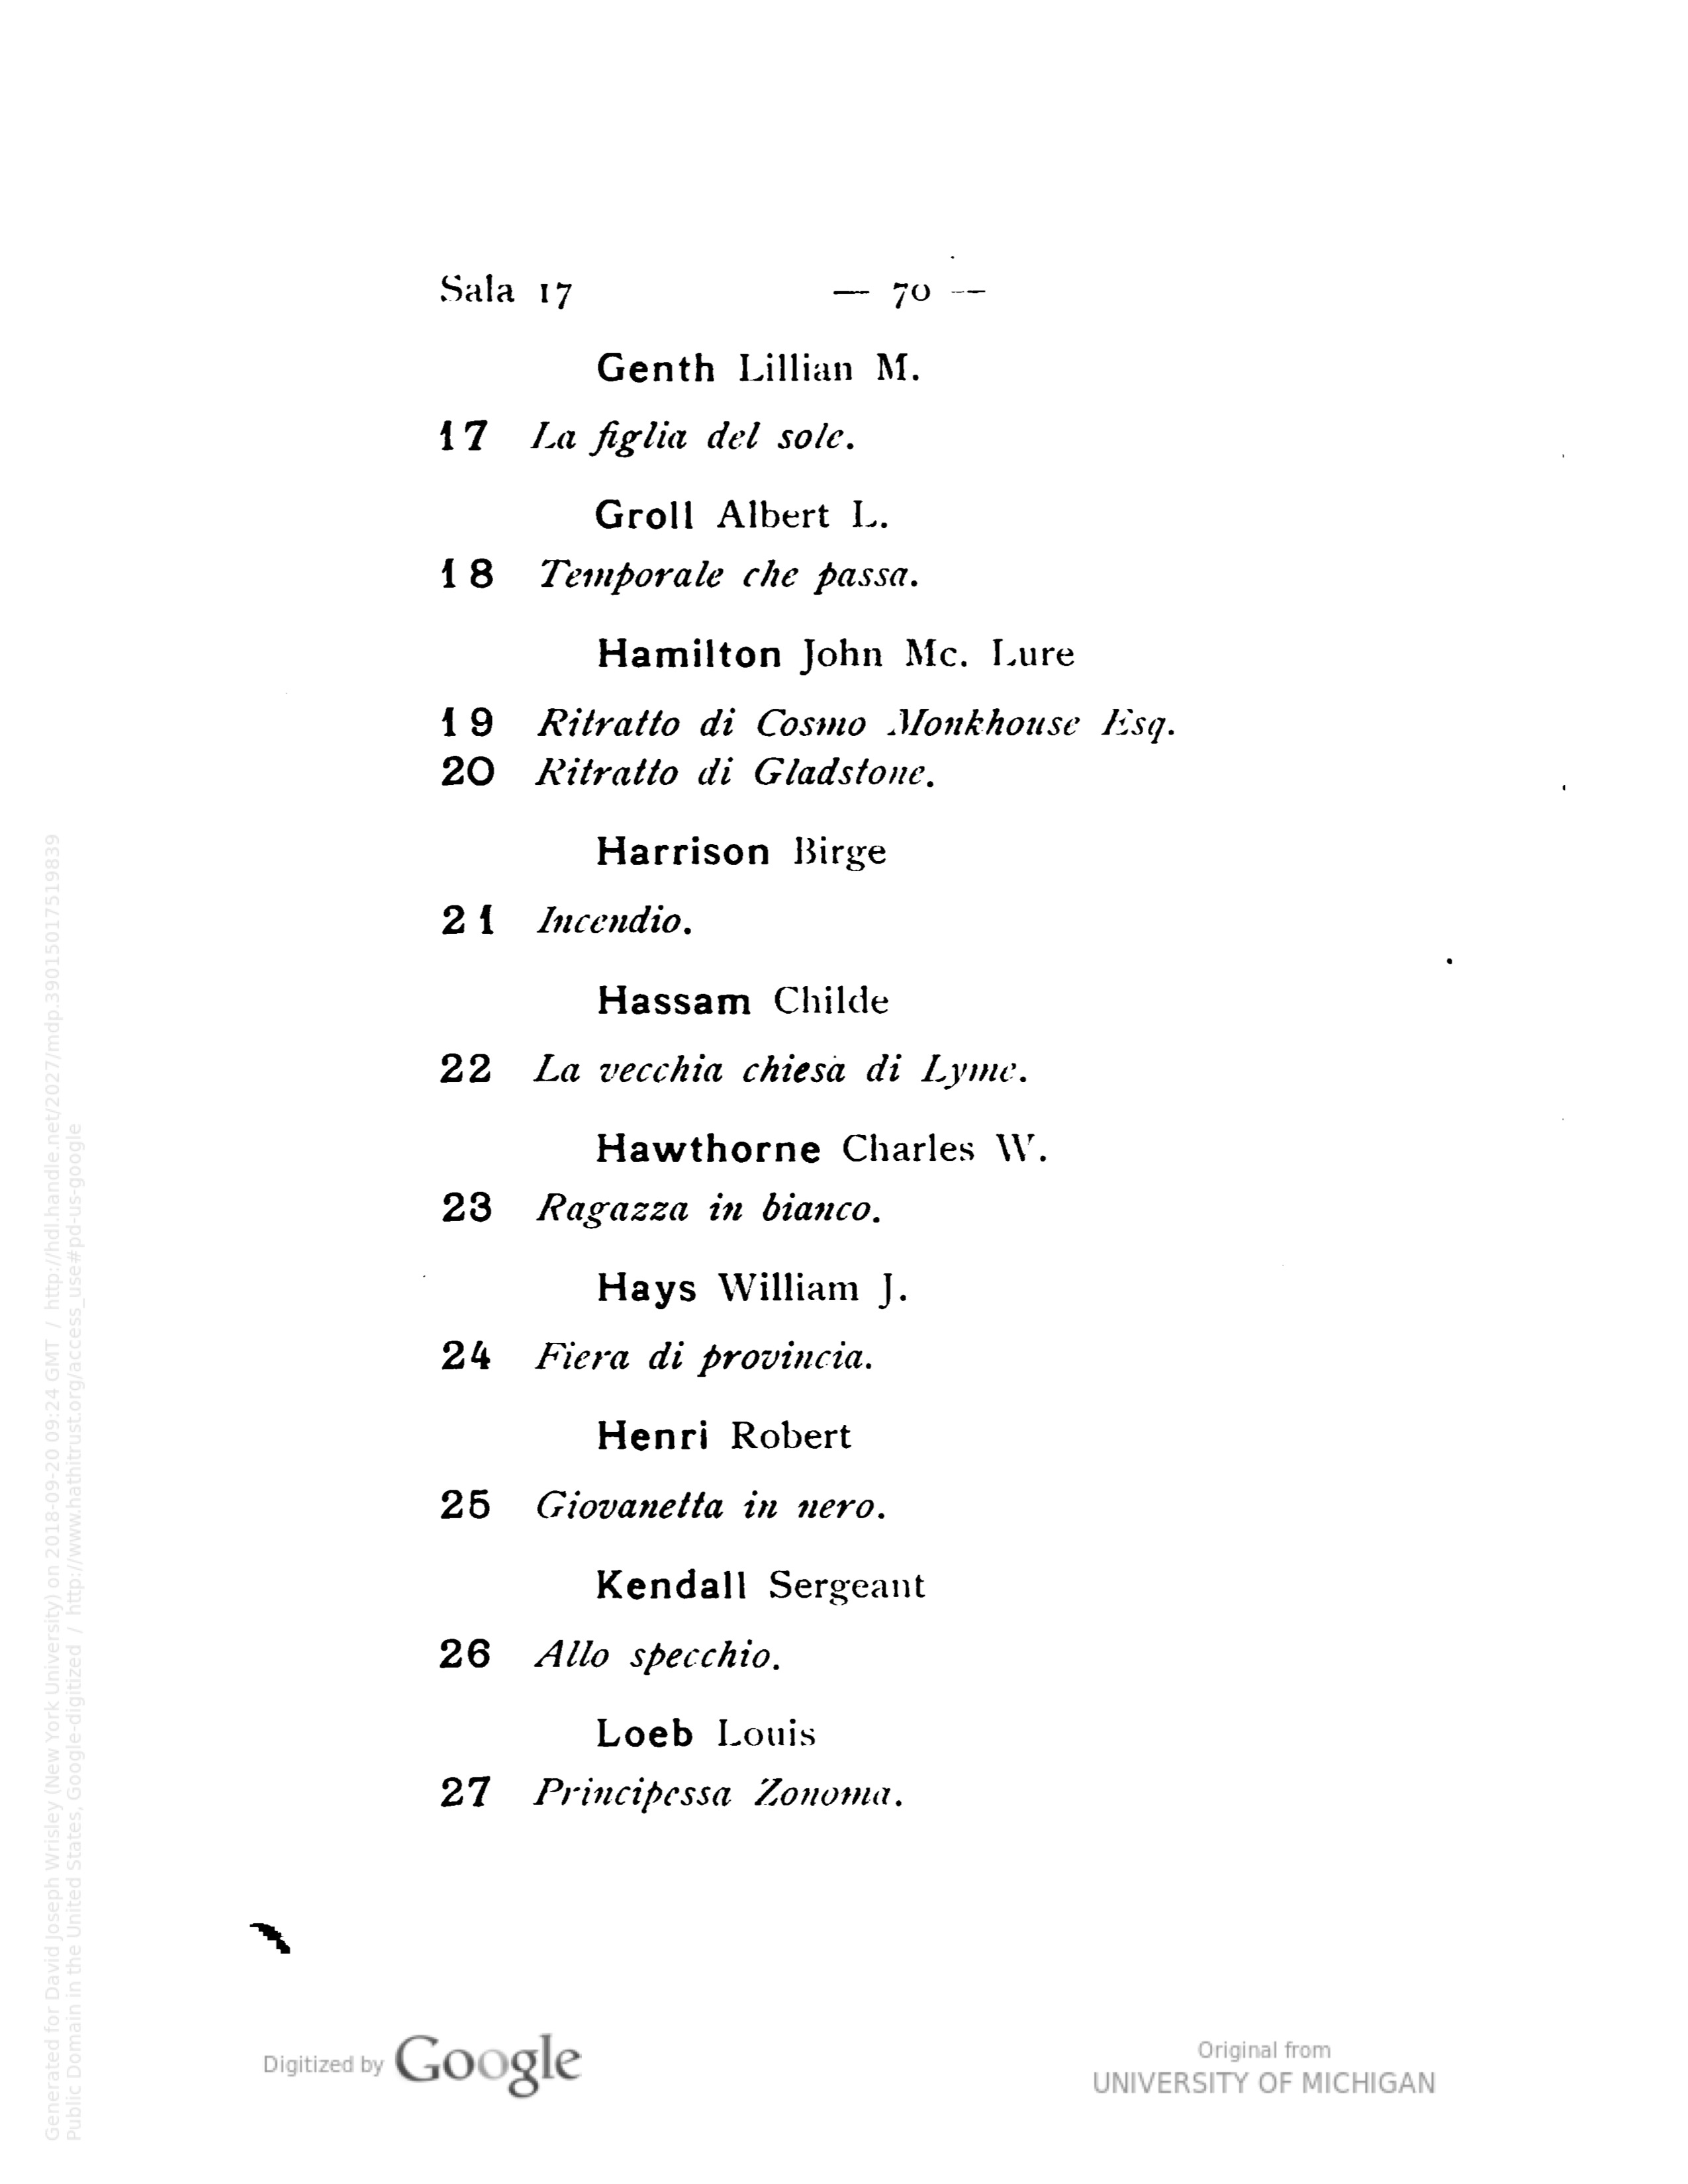 Sala 17 — 70 —
Genth Lillian M.
17 La figlia del sole.
Groll Albert L.
18 Temporale che passa.
Hamilton John Mc. Lure
19 Ritratto di Cosmo Monkhouse Esq.
20 Ritratto di Gladstone.
Harrison Birge
21 Incendio.
Hassam Childe
22 La vecchia chiesa di Lyme.
Hawthorne Charles W.
23 Ragazza in bianco.
Hays William J.
24 Fiera di provincia.
Henri Robert
25 Giovanetta in nero.
Kendall Sergeant
26 Allo specchio.
Loeb Louis
27 Principessa Zonoma.
Generated for David Joseph Wrisley (New York University) on 2018-09-20 09:24 GMT / http://hdl.handle.net/2027/mdp.39015017519839
Public Domain in the United States, Google-digitized / http://www.hathitrust.org/access_use#pd-us-google
Digitized by Google
Original from
UNIVERSITY OF MICHIGAN